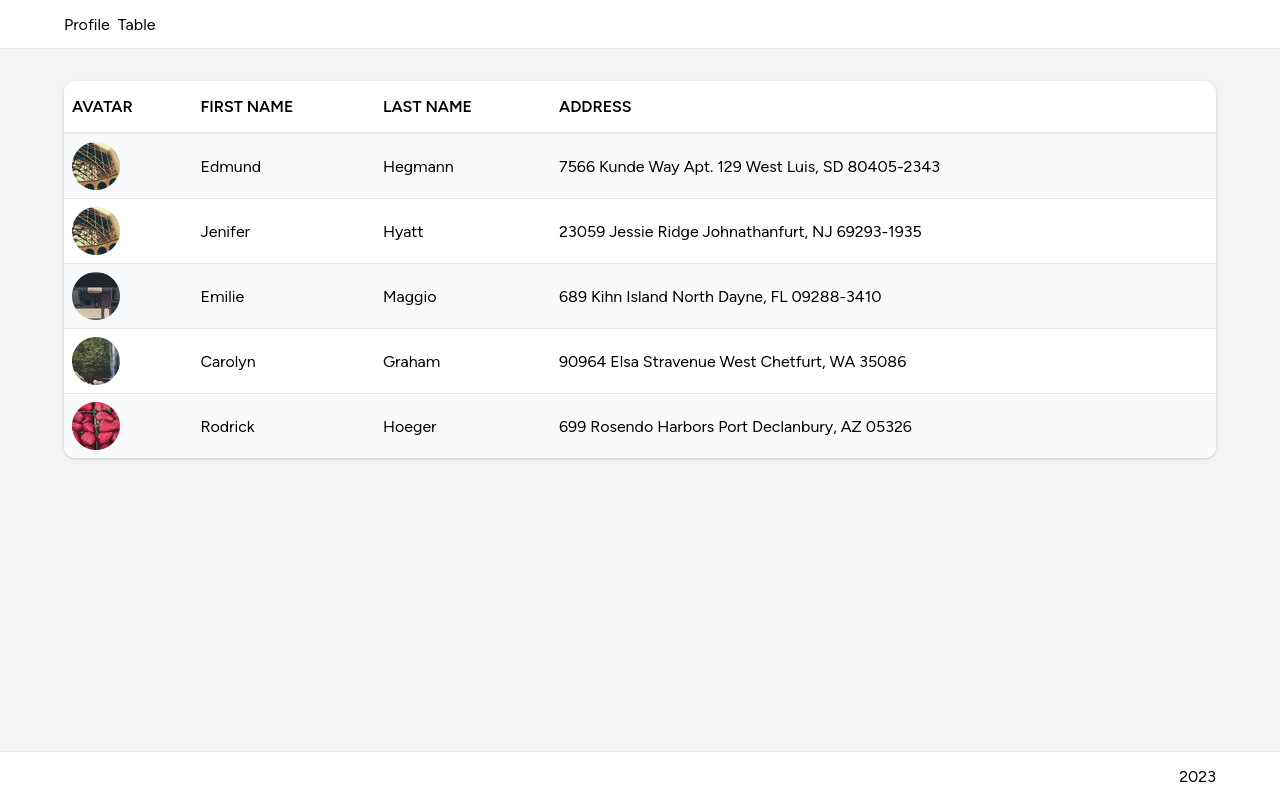 Profile Table
AVATAR FIRST NAME LAST NAME ADDRESS
Edmund Hegmann 7566 Kunde Way Apt. 129 West Luis, SD 80405-2343
Jenifer Hyatt 23059 Jessie Ridge Johnathanfurt, NJ 69293-1935
Emilie Maggio 689 Kihn Island North Dayne, FL 09288-3410
Carolyn Graham 90964 Elsa Stravenue West Chetfurt, WA 35086
Rodrick Hoeger 699 Rosendo Harbors Port Declanbury, AZ 05326
2023